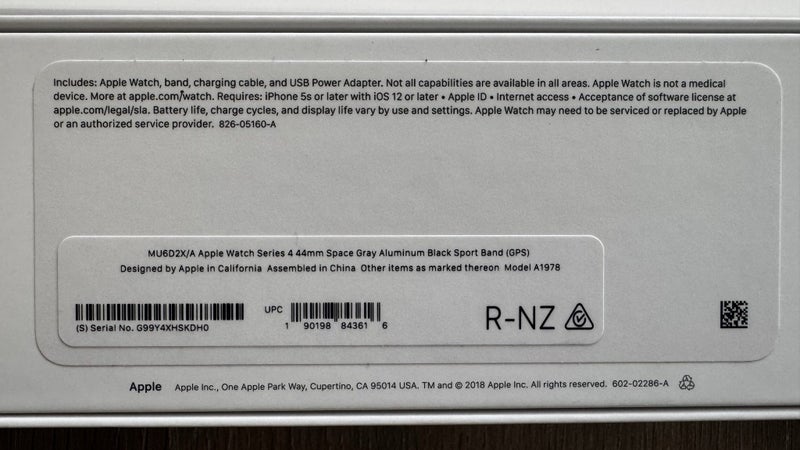 Includes: Apple Watch, band, charging cable, and USB Power Adapter. Not all capabilities are available in all areas. Apple Watch is not a medical
device. More at apple.com/watch. Requires: iPhone 5s or later with iOS 12 or later • Apple ID • Internet access • Acceptance of software license at
apple.com/legal/sla. Battery life, charge cycles, and display life vary by use and settings. Apple Watch may need to be serviced or replaced by Apple
or an authorized service provider. 826-05160-A
MU6D2X/A Apple Watch Series 4 44mm Space Gray Aluminum Black Sport Band (GPS)
Designed by Apple in California Assembled in China Other items as marked thereon Model A1978
UPC
(S) Serial No. G99Y4XHSKDH0
1 90198 84361 6
R-NZ
Apple Apple Inc., One Apple Park Way, Cupertino, CA 95014 USA. TM and © 2018 Apple Inc. All rights reserved. 602-02286-A